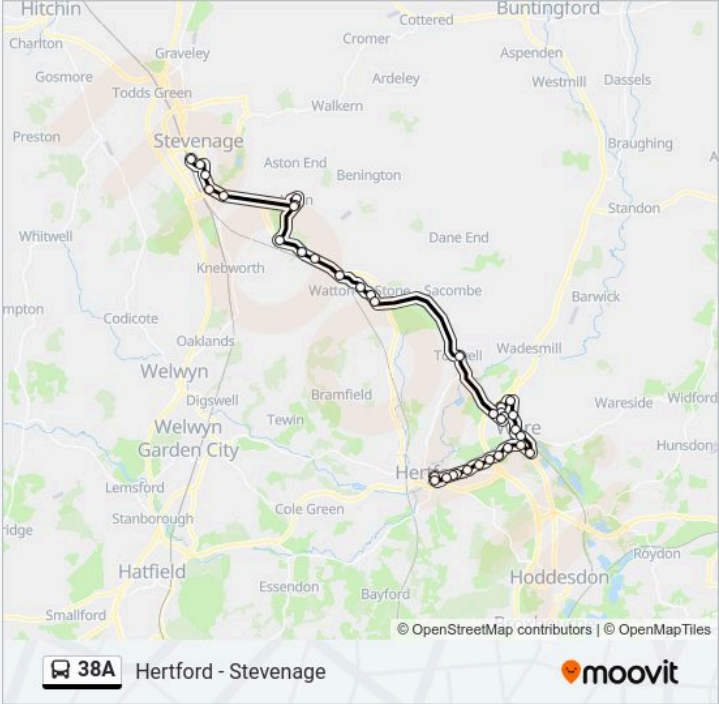 Hitchin
Buntingford
Cottered
Charlton
Cromer
Graveley
Aspenden
Gosmore
Ardeley
Westmill
Dassels
Todds Green
Walkern
Preston
Stevenage
Braughing
Aston End
Benington
Standon
Whitwell
Dane End
Knebworth
Stone
Sacombe
Barwick
Codicote
Oaklands
Wadesmill
Welwyn
Digswell
Bramfield
Wareside
Widford
Tewin
Welwyn
Garden City
Hunsdon
Lemsford
Cole Green
Stanborough
Roydon
Hatfield
Hoddesdon
Essendon
Bayford
Smallford
© OpenStreetMap contributors | © OpenMapTiles
38A
Hertford - Stevenage
moovit